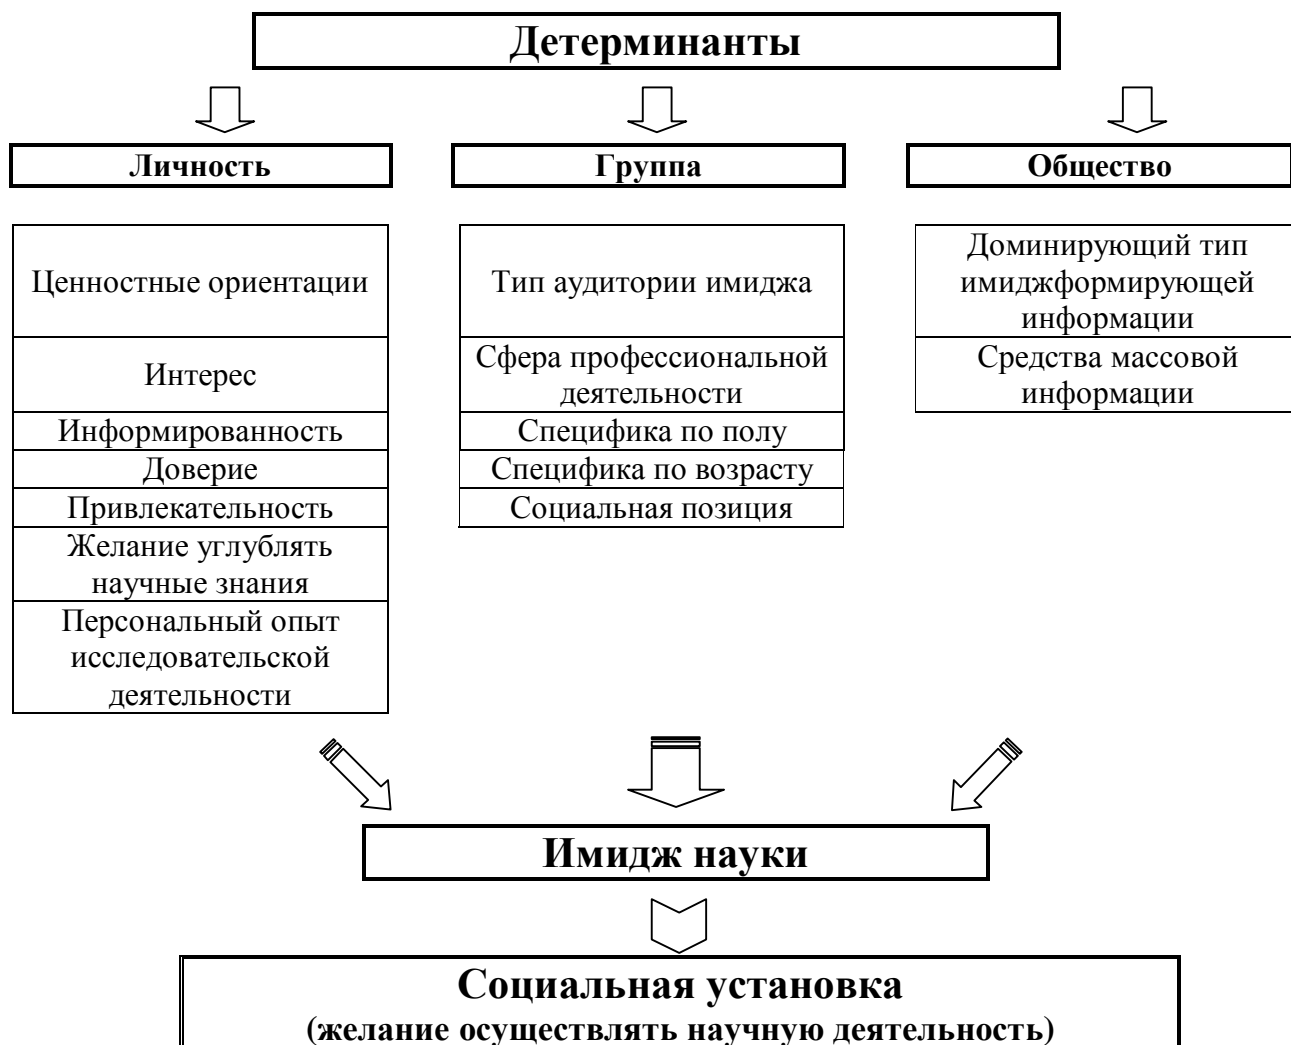 Детерминанты
Личность
Группа
Общество
Ценностные ориентации
Интерес
Информированность
Доверие
Привлекательность
Желание углублять
научные знания
Персональный опыт
исследовательской
деятельности
Тип аудитории имиджа
Сфера профессиональной
деятельности
Специфика по полу
Специфика по возрасту
Социальная позиция
Доминирующий тип
имиджформирующей
информации
Средства массовой
информации
Имидж науки
Социальная установка
(желание осуществлять научную деятельность)